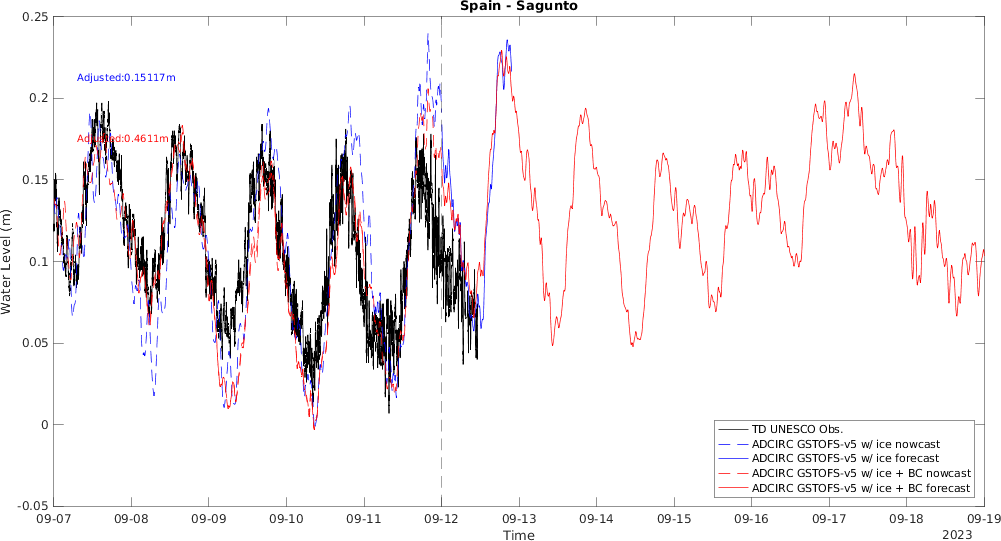 Spain - Sagunto
0.25
0.2
0.15
0.1
0.05
0
-0.05
Water Level (m)
Adjusted:0.15117m
Adjusted:0.4611m
TD UNESCO Obs.
ADCIRC GSTOFS-v5 w/ ice nowcast
ADCIRC GSTOFS-v5 w/ ice forecast
ADCIRC GSTOFS-v5 w/ ice + BC nowcast
ADCIRC GSTOFS-v5 w/ ice + BC forecast
09-07 09-08 09-09 09-10 09-11 09-12 09-13 09-14 09-15 09-16 09-17 09-18 09-19
Time
2023